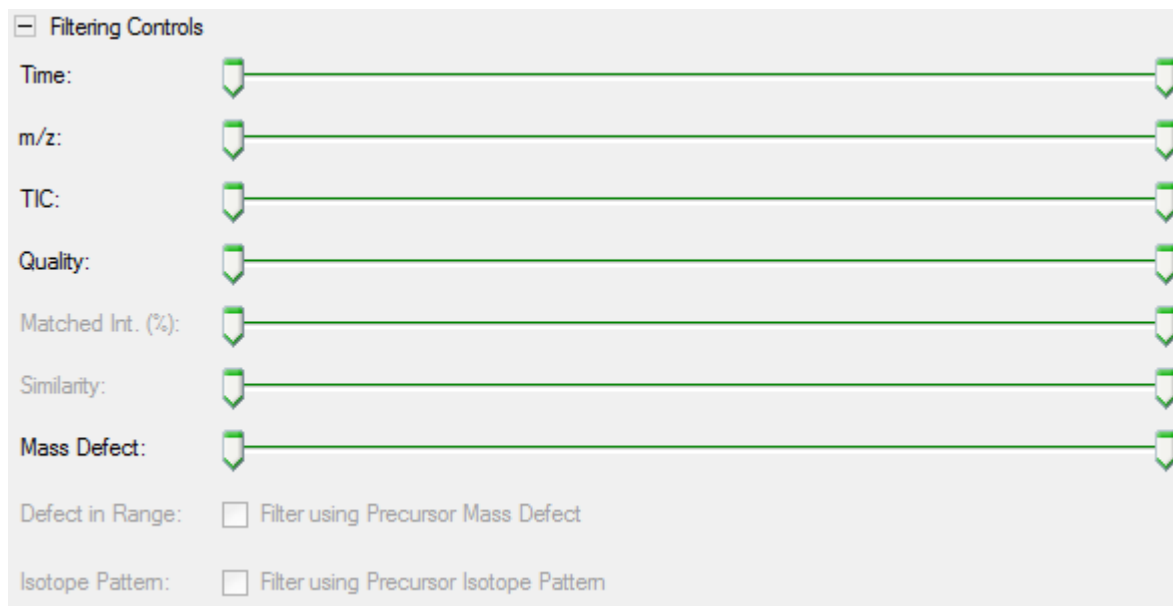 Filtering Controls
Time:
m/z:
TIC:
Quality:
Matched Int. (%):
Similarity:
Mass Defect:
Defect in Range: Filter using Precursor Mass Defect
Isotope Pattern: Filter using Precursor Isotope Pattern